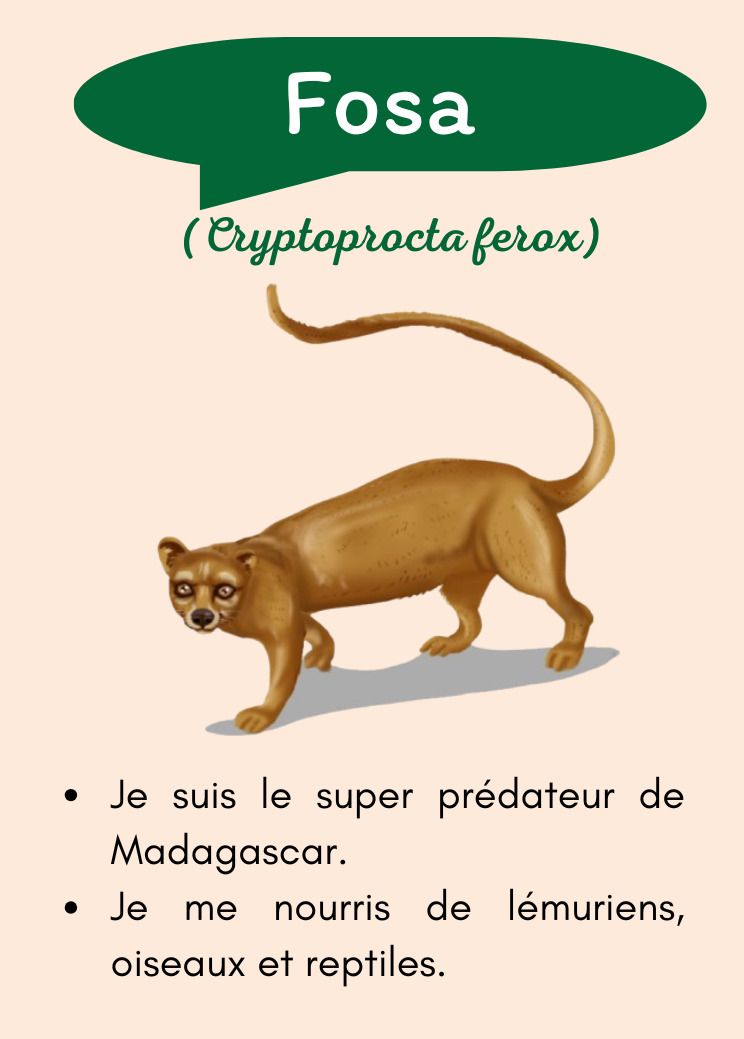 Fosa
(Cryptoprocta ferox)
• Je suis le super prédateur de
Madagascar.
• Je me nourris de lémuriens,
oiseaux et reptiles.